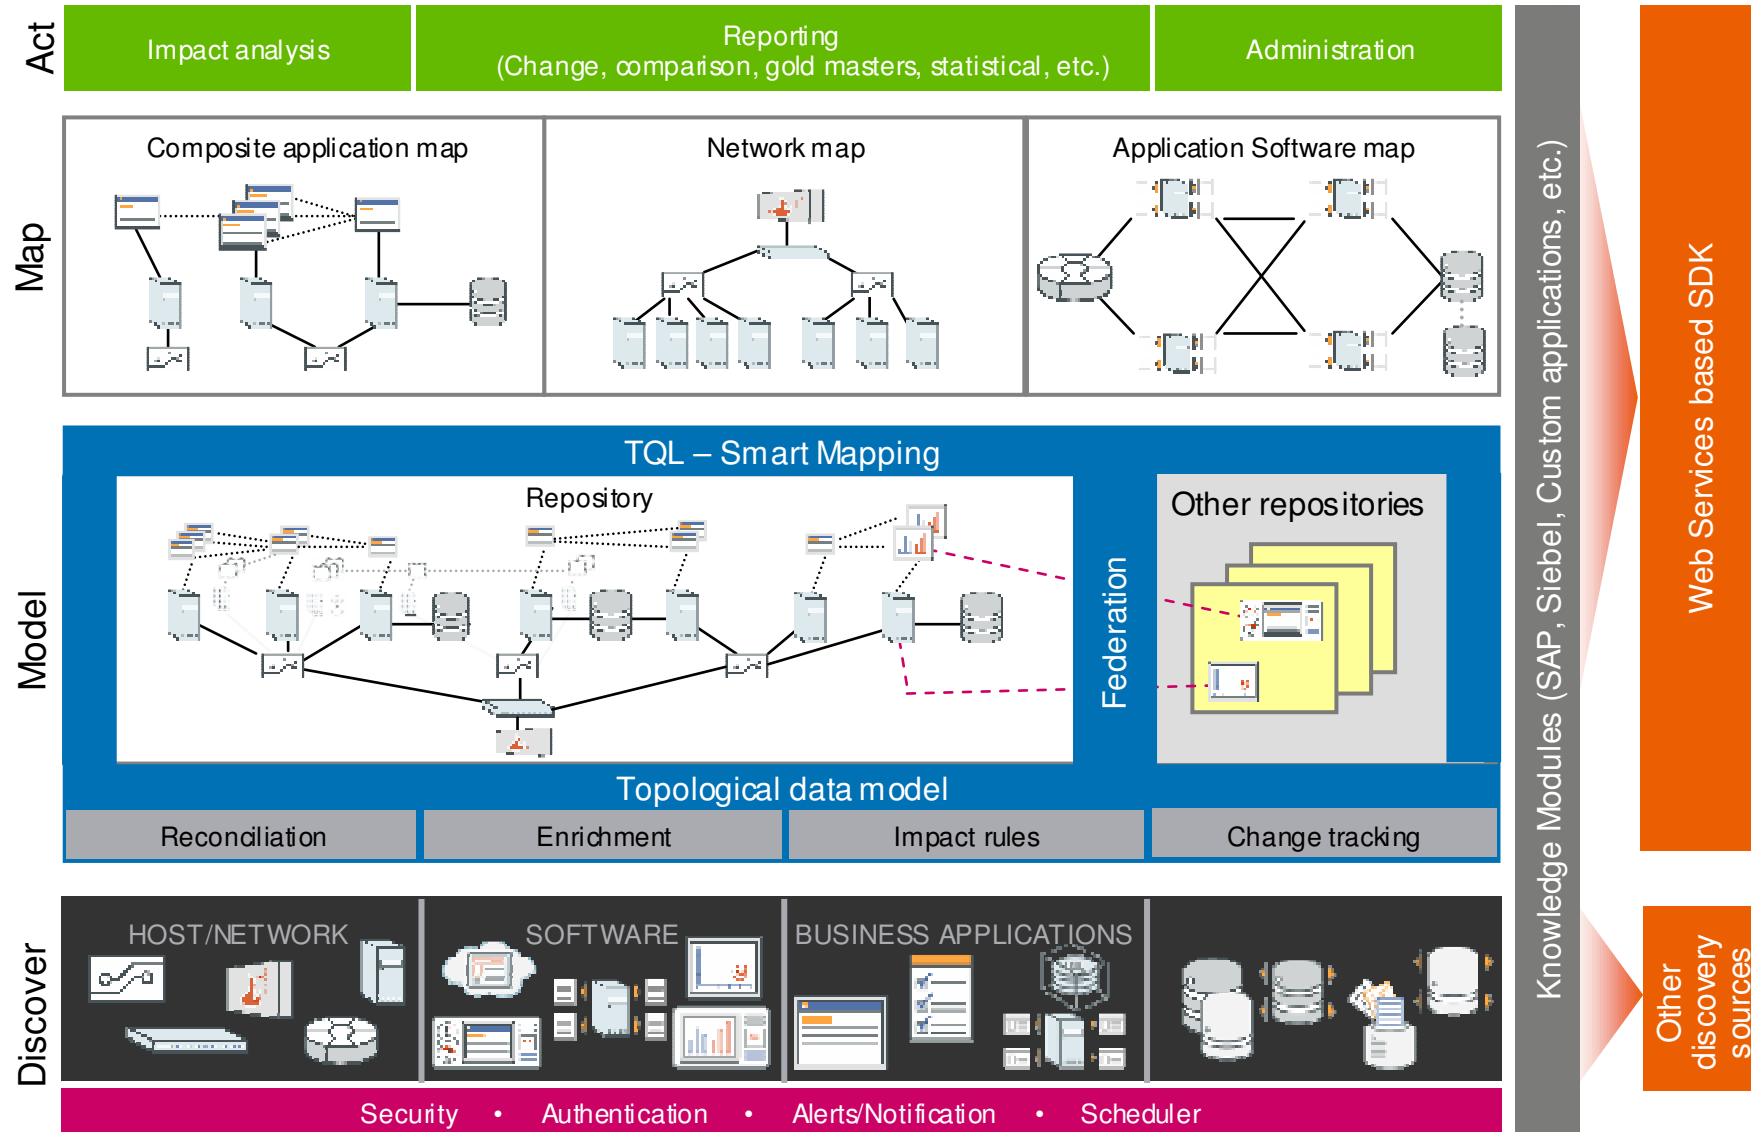 Act
Impact analysis
Reporting
(Change, comparison, gold masters, statistical, etc.)
Administration
Map
Composite application map
Network map
Application Software map
Model
TQL – Smart Mapping
Repository
Federation
Other repositories
Topological data model
Reconciliation
Enrichment
Impact rules
Change tracking
Discover
HOST/NETWORK
SOFTWARE
BUSINESS APPLICATIONS
Security • Authentication • Alerts/Notification • Scheduler
Knowledge Modules (SAP, Siebel, Custom applications, etc.)
Web Services based SDK
Other
discovery
sources